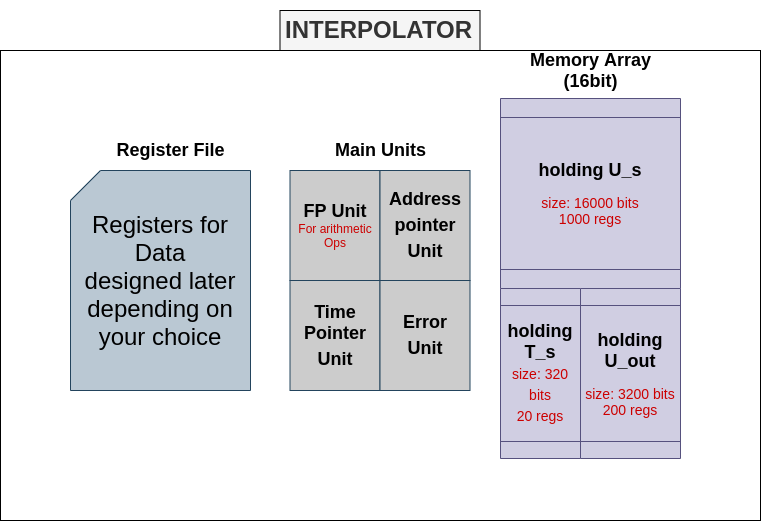 INTERPOLATOR
Register File
Registers for
Data
designed later
depending on
your choice
Main Units
FP Unit
For arithmetic
Ops
Address
pointer
Unit
Time
Pointer
Unit
Error
Unit
Memory Array
(16bit)
holding U_s
size: 16000 bits
1000 regs
holding
T_s
size: 320
bits
20 regs
holding
U_out
size: 3200 bits
200 regs